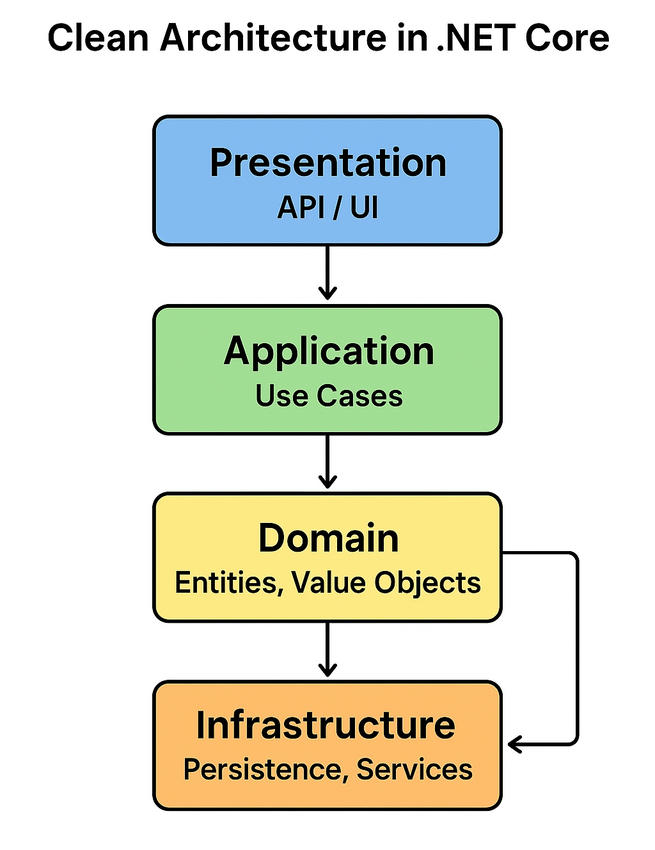 Clean Architecture in .NET Core
Presentation
API / UI
Application
Use Cases
Domain
Entities, Value Objects
Infrastructure
Persistence, Services